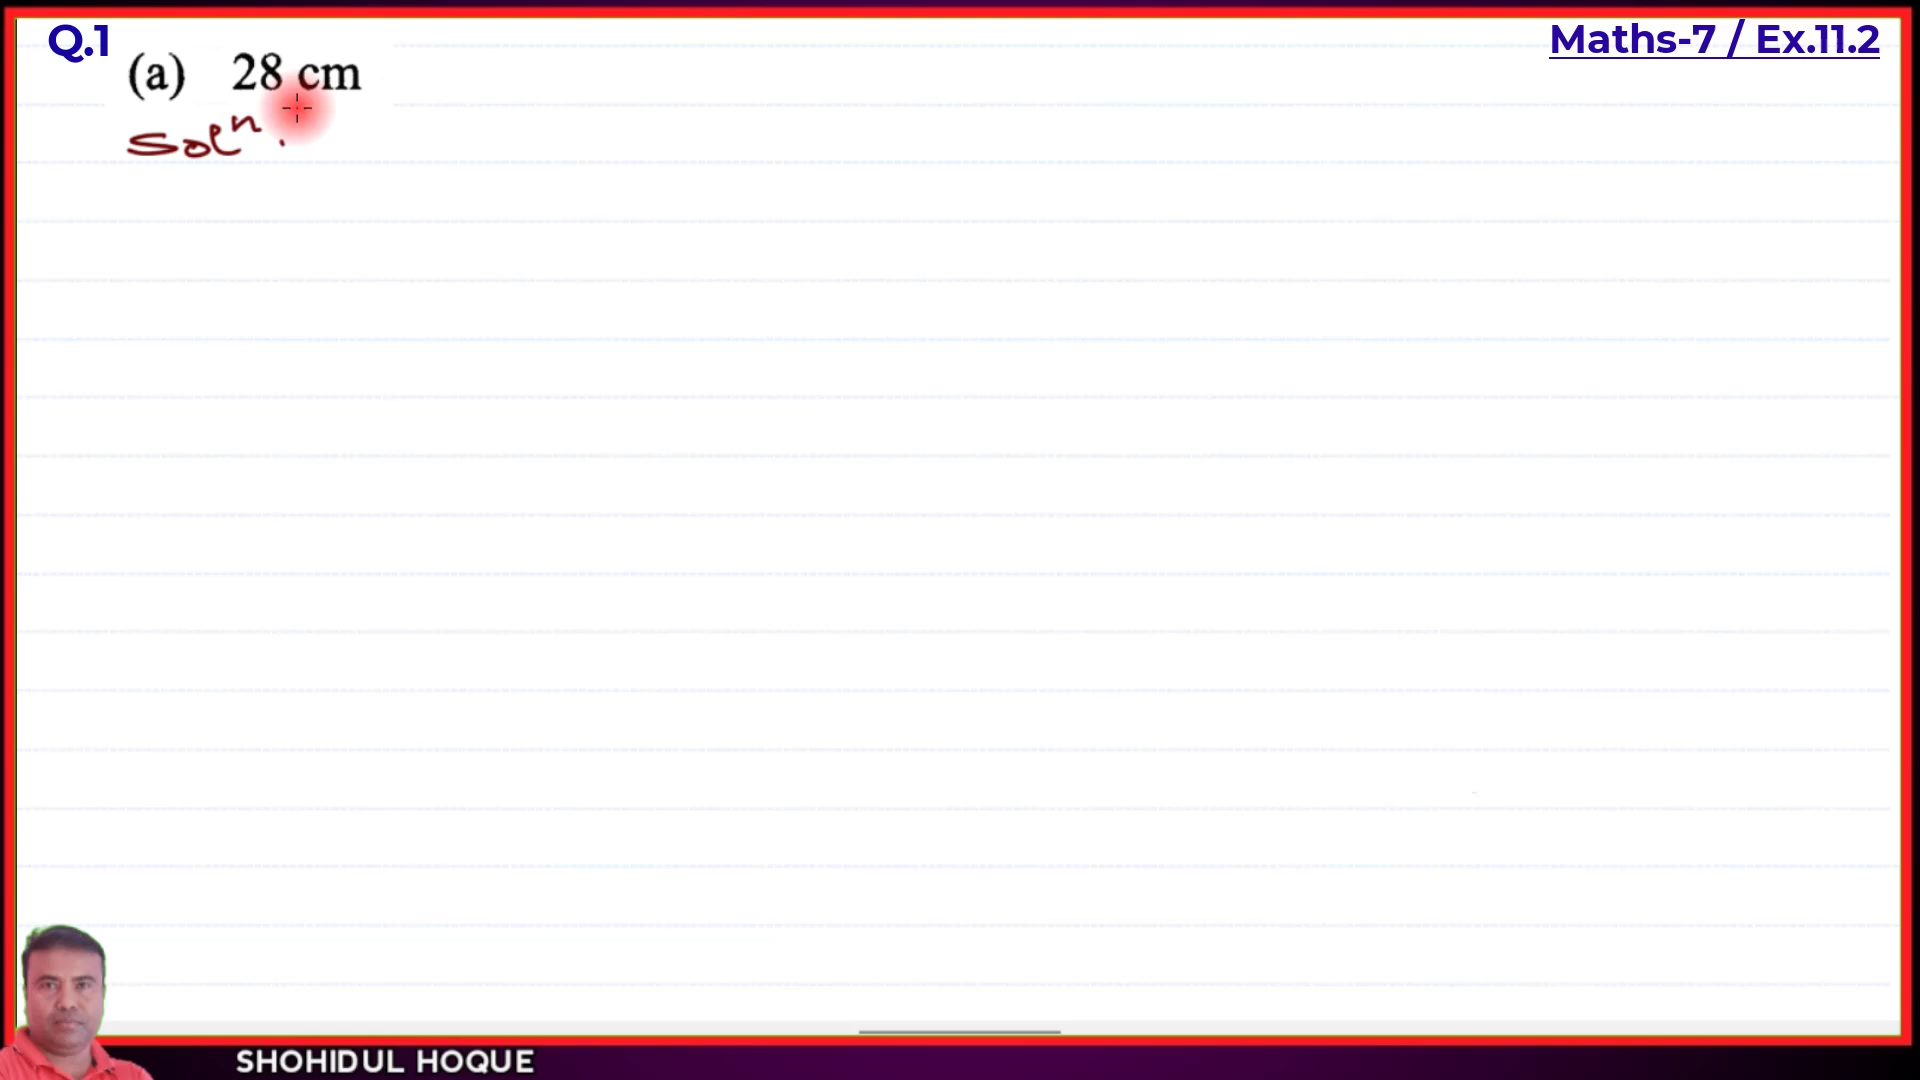 Q.1
Maths-7 / Ex.11.2
(a) 28 cm
Solⁿ.
SHOHIDUL HOQUE